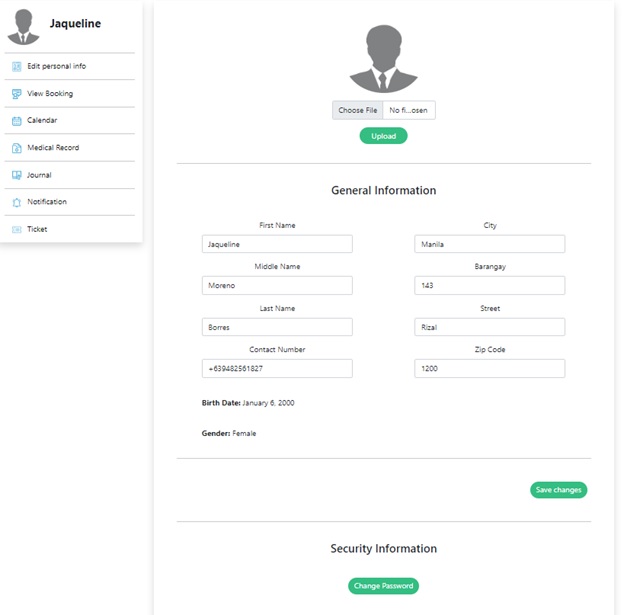 Jaqueline
Edit personal info
View Booking
Calendar
Medical Record
Journal
Notification
Ticket
Choose File No fi...osen
Upload
General Information
First Name
Jaqueline
City
Manila
Middle Name
Moreno
Barangay
143
Last Name
Borres
Street
Rizal
Contact Number
+639482561827
Zip Code
1200
Birth Date: January 6, 2000
Gender: Female
Save changes
Security Information
Change Password